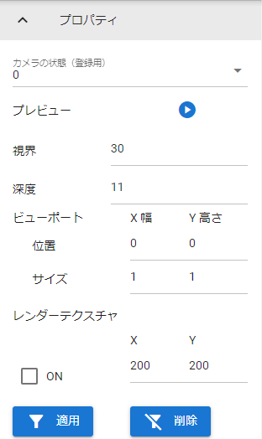 プロパティ
カメラの状態（登録用）
0
プレビュー
視界 30
深度 11
ビューポート X 幅 Y 高さ
位置 0 0
サイズ 1 1
レンダーテクスチャ
X Y
ON 200 200
適用 削除